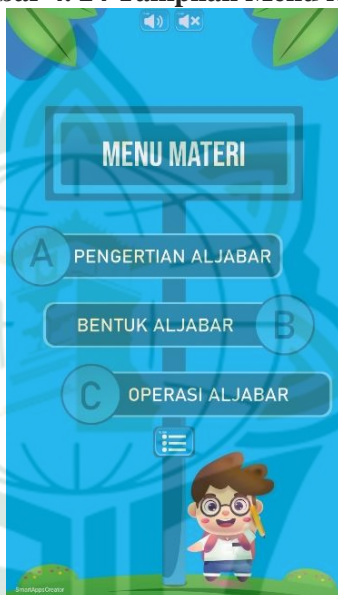 MENU MATERI
A PENGERTIAN ALJABAR
BENTUK ALJABAR B
C OPERASI ALJABAR
SmartAppsCreator